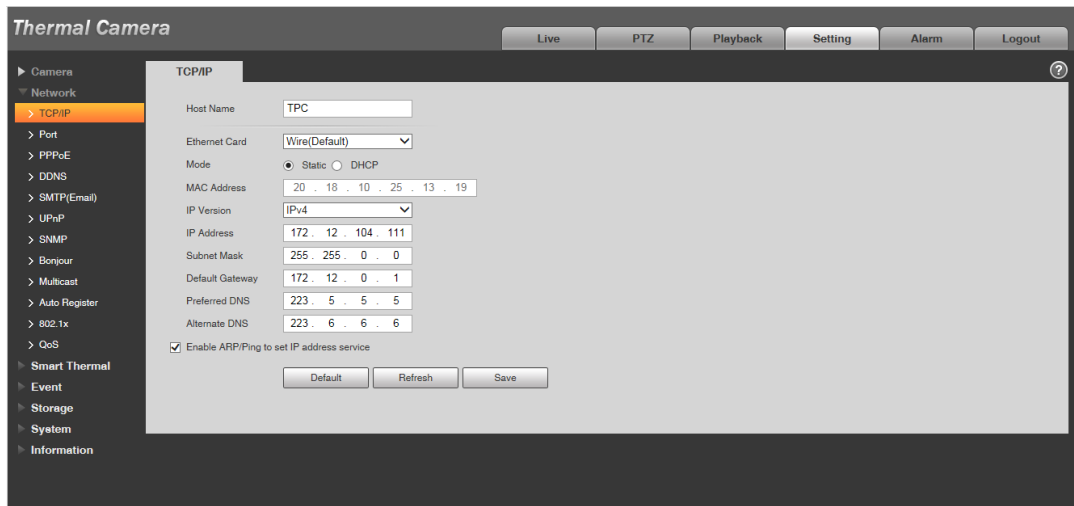 Thermal Camera
Live PTZ Playback Setting Alarm Logout
Camera
Network
TCP/IP
Port
PPPoE
DDNS
SMTP(Email)
UPnP
SNMP
Bonjour
Multicast
Auto Register
802.1x
QoS
Smart Thermal
Event
Storage
System
Information
TCP/IP
?
Host Name TPC
Ethernet Card Wire(Default)
Mode Static DHCP
MAC Address 20 . 18 . 10 . 25 . 13 . 19
IP Version IPv4
IP Address 172 . 12 . 104 . 111
Subnet Mask 255 . 255 . 0 . 0
Default Gateway 172 . 12 . 0 . 1
Preferred DNS 223 . 5 . 5 . 5
Alternate DNS 223 . 6 . 6 . 6
Enable ARP/Ping to set IP address service
Default Refresh Save